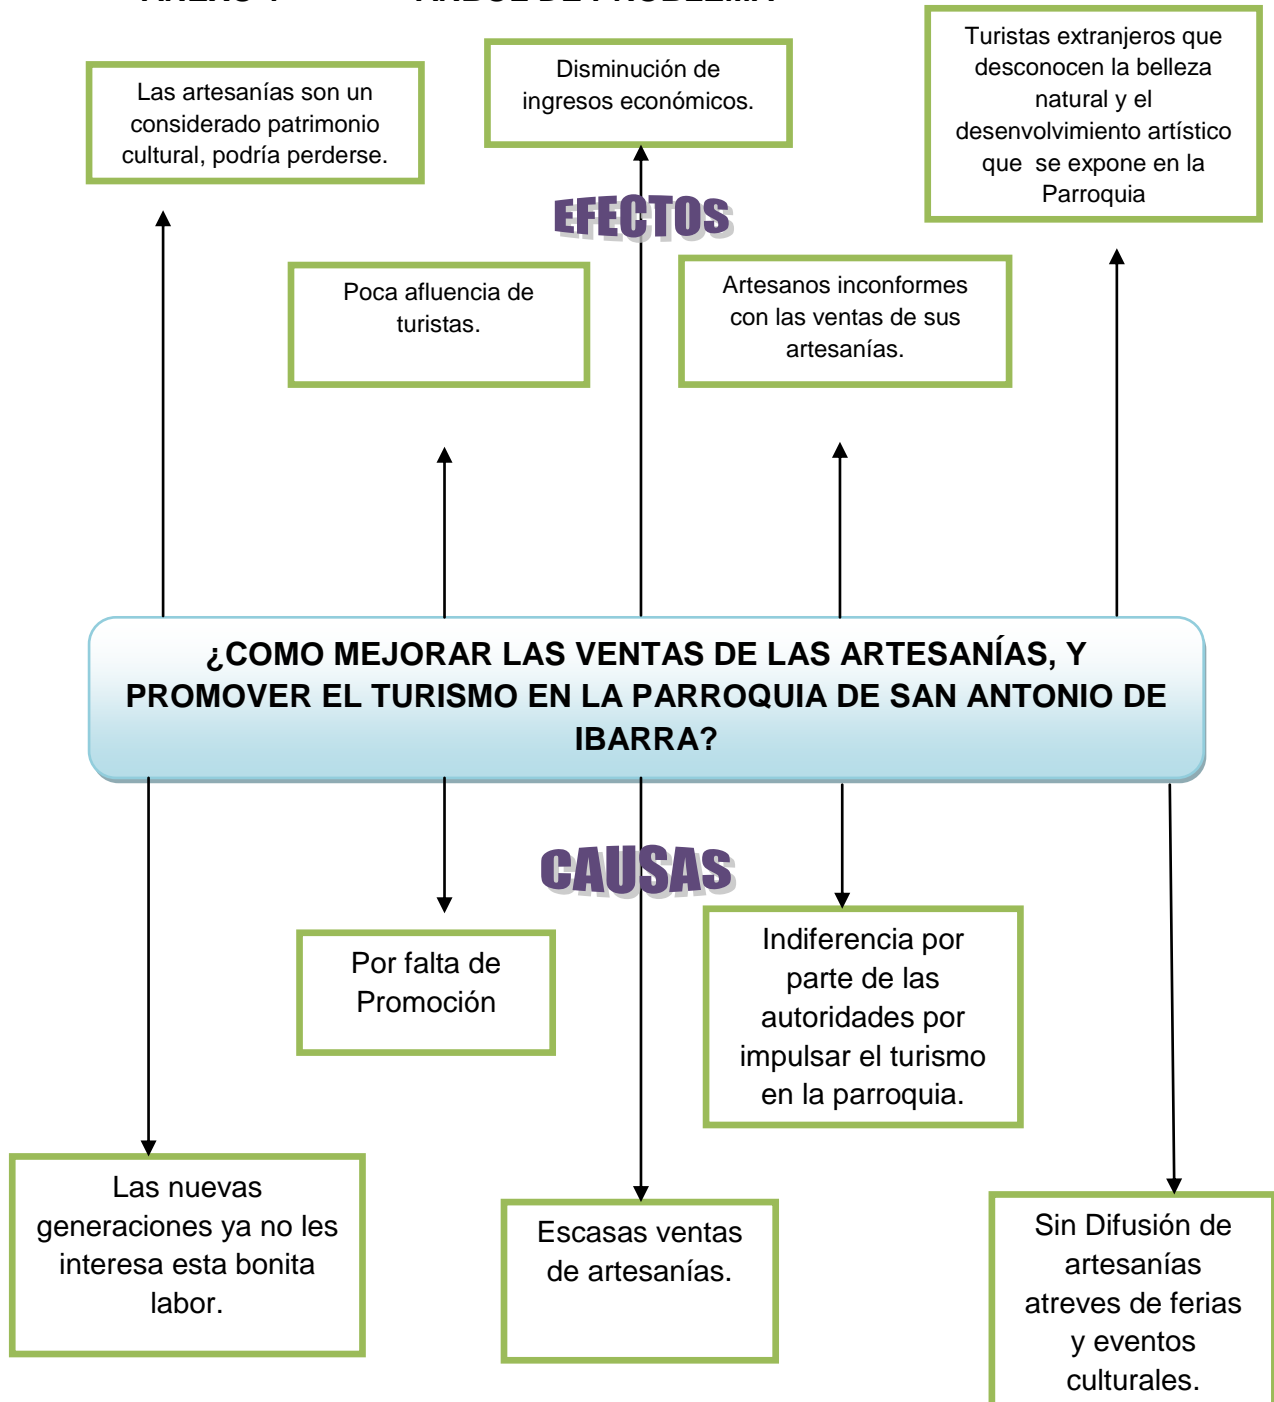 Turistas extranjeros que
desconocen la belleza
natural y el
desenvolvimiento artístico
que se expone en la
Parroquia
Disminución de
ingresos económicos.
Las artesanías son un
considerado patrimonio
cultural, podría perderse.
EFECTOS
Poca afluencia de
turistas.
Artesanos inconformes
con las ventas de sus
artesanías.
¿COMO MEJORAR LAS VENTAS DE LAS ARTESANÍAS, Y
PROMOVER EL TURISMO EN LA PARROQUIA DE SAN ANTONIO DE
IBARRA?
CAUSAS
Por falta de
Promoción
Indiferencia por
parte de las
autoridades por
impulsar el turismo
en la parroquia.
Las nuevas
generaciones ya no les
interesa esta bonita
labor.
Escasas ventas
de artesanías.
Sin Difusión de
artesanías
atreves de ferias
y eventos
culturales.